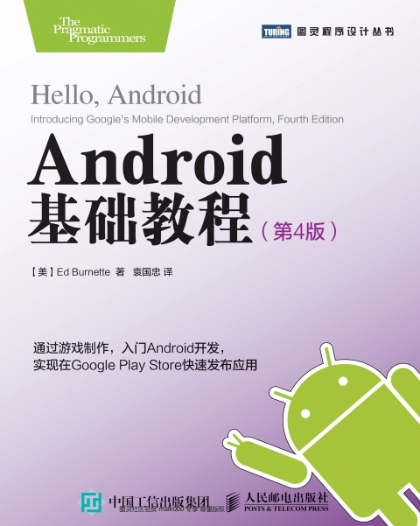 The
Pragmatic
Programmers
TURING 图灵程序设计丛书
Hello, Android
Introducing Google's Mobile Development Platform, Fourth Edition
Android
基础教程（第4版）
【美】Ed Burnette 著 袁国忠 译
通过游戏制作，入门Android开发，
实现在Google Play Store快速发布应用
中国工信出版集团 人民邮电出版社
POSTS & TELECOM PRESS